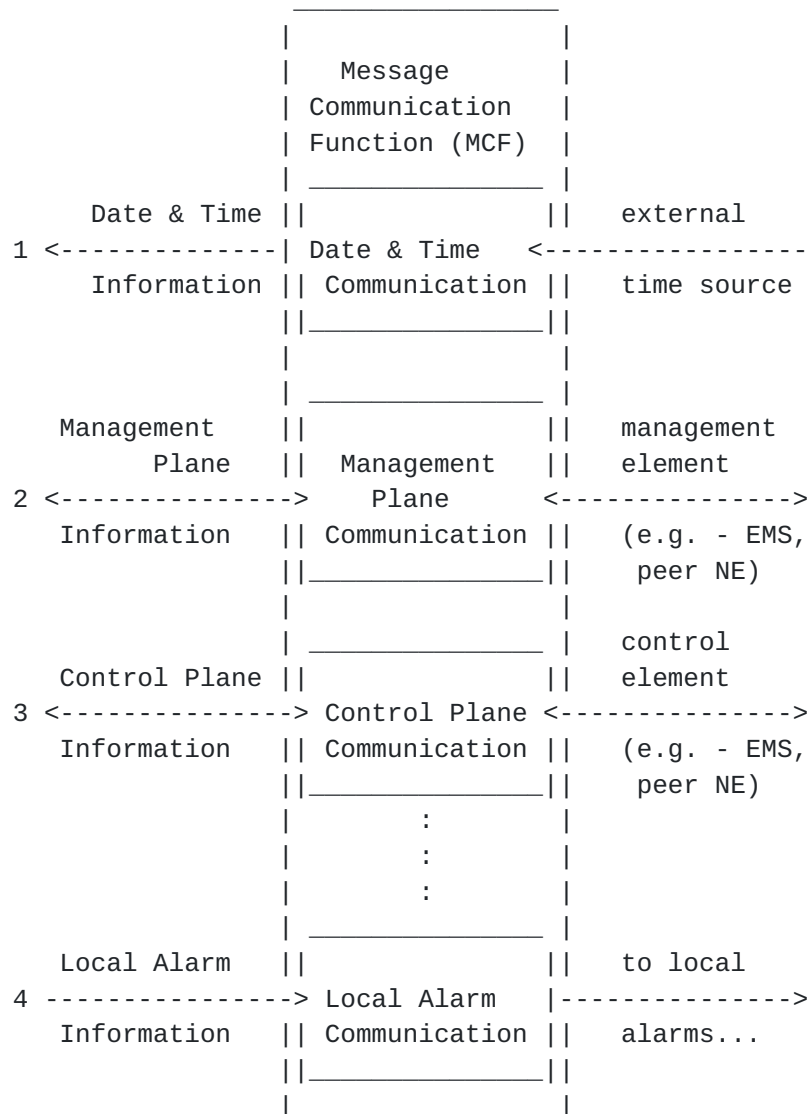 Message
Communication
Function (MCF)
Date & Time external
1 <--------------| Date & Time <-----------------
Information Communication time source
Management management
Plane Management element
2 <---------------> Plane <--------------->
Information Communication (e.g. - EMS,
peer NE)
control
Control Plane element
3 <---------------> Control Plane <--------------->
Information Communication (e.g. - EMS,
peer NE)
:
:
:
Local Alarm to local
4 ----------------> Local Alarm |--------------->
Information Communication alarms...